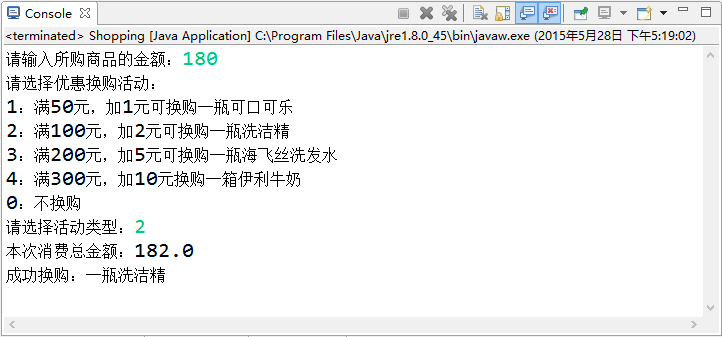 Console
<terminated> Shopping [Java Application] C:\Program Files\Java\jre1.8.0_45\bin\javaw.exe (2015年5月28日 下午5:19:02)
请输入所购商品的金额：180
请选择优惠换购活动：
1：满50元，加1元可换购一瓶可口可乐
2：满100元，加2元可换购一瓶洗洁精
3：满200元，加5元可换购一瓶海飞丝洗发水
4：满300元，加10元换购一箱伊利牛奶
0：不换购
请选择活动类型：2
本次消费总金额：182.0
成功换购：一瓶洗洁精